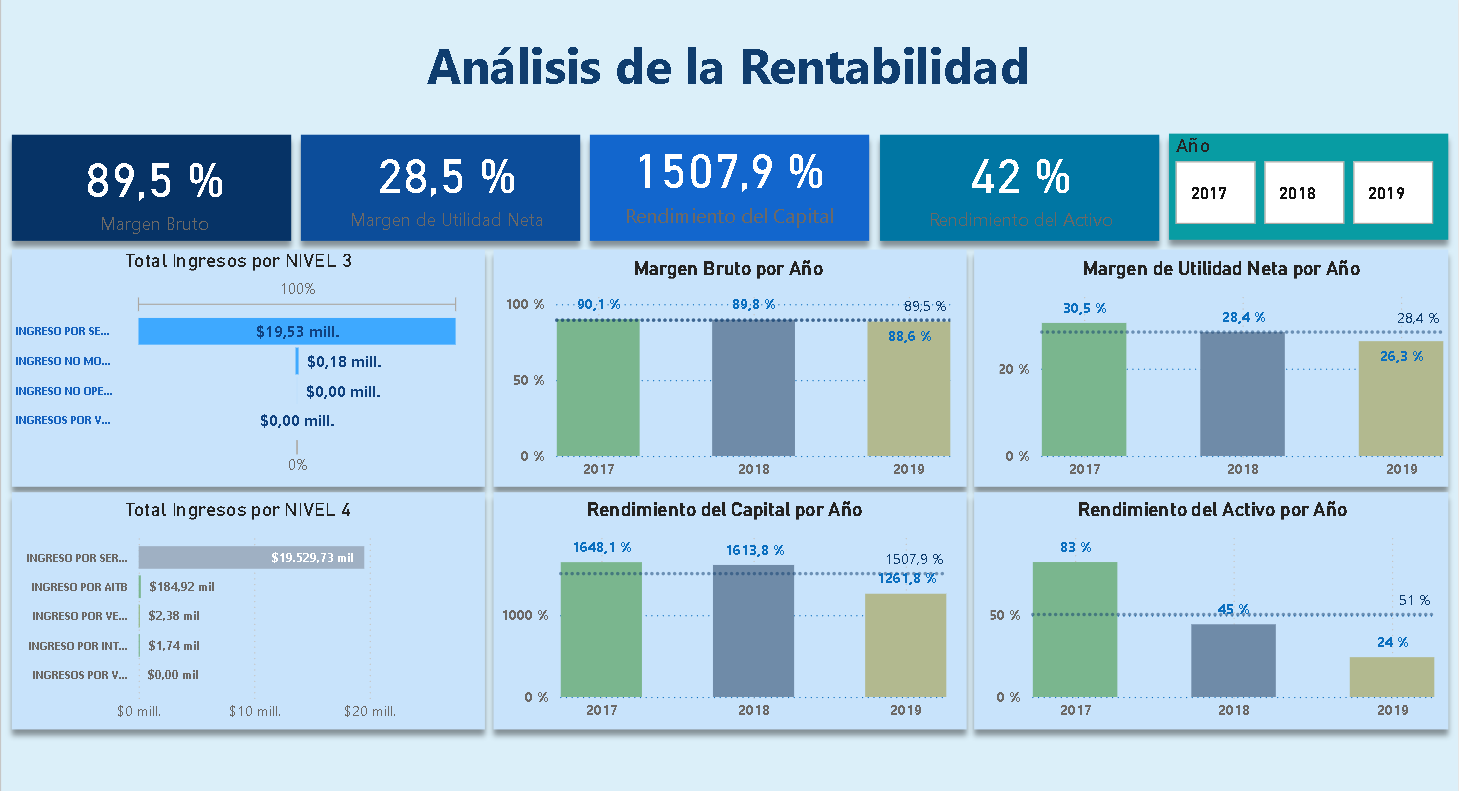 Análisis de la Rentabilidad
89,5 %
Margen Bruto
28,5 %
Margen de Utilidad Neta
1507,9 %
Rendimiento del Capital
42 %
Rendimiento del Activo
Año
2017
2018
2019
Total Ingresos por NIVEL 3
100%
INGRESO POR SE... $19,53 mill.
INGRESO NO MO... $0,18 mill.
INGRESO NO OPE... $0,00 mill.
INGRESOS POR V... $0,00 mill.
0%
Margen Bruto por Año
100 %
50 %
0 %
90,1 %
89,8 %
89,5 %
88,6 %
2017
2018
2019
Margen de Utilidad Neta por Año
20 %
0 %
30,5 %
28,4 %
28,4 %
26,3 %
2017
2018
2019
Total Ingresos por NIVEL 4
INGRESO POR SER... $19.529,73 mil
INGRESO POR AITB $184,92 mil
INGRESO POR VE... $2,38 mil
INGRESO POR INT... $1,74 mil
INGRESOS POR V... $0,00 mil
$0 mill.
$10 mill.
$20 mill.
Rendimiento del Capital por Año
1000 %
0 %
1648,1 %
1613,8 %
1507,9 %
1261,8 %
2017
2018
2019
Rendimiento del Activo por Año
50 %
0 %
83 %
45 %
51 %
24 %
2017
2018
2019